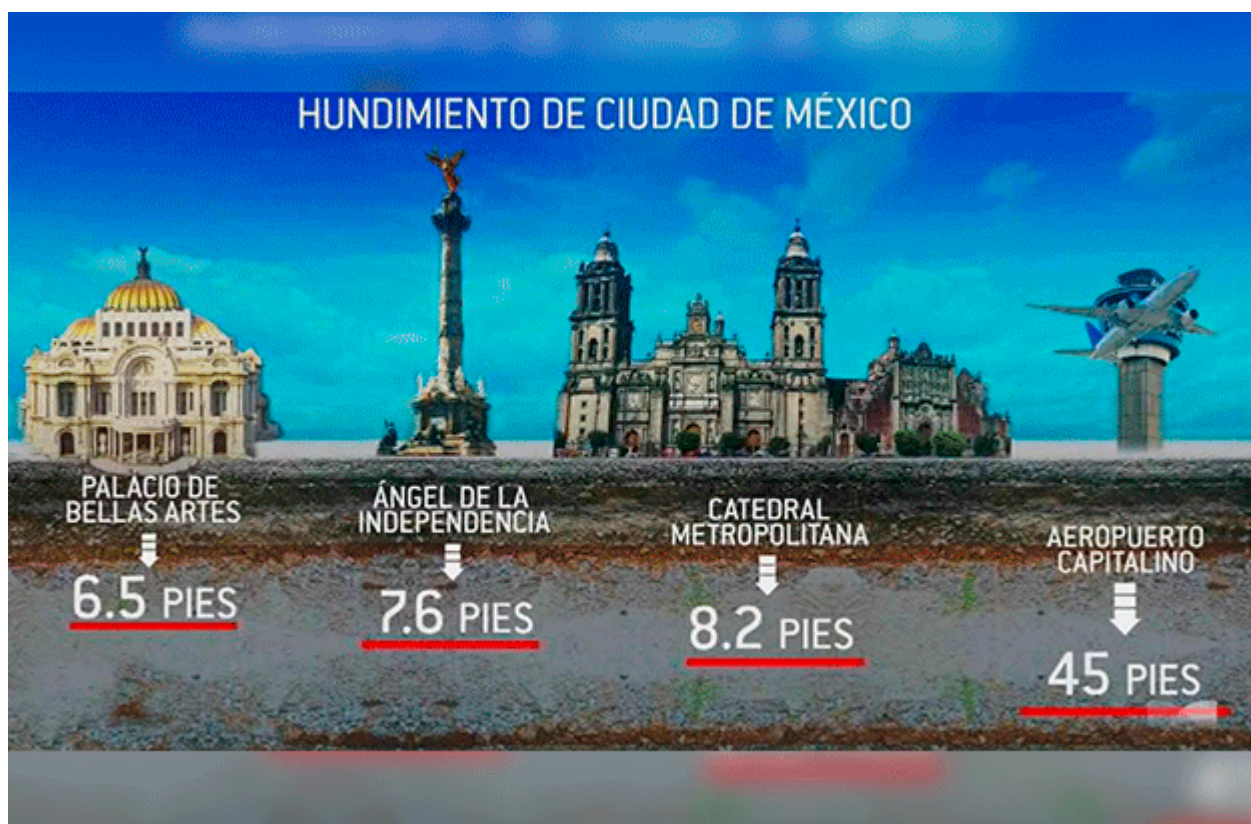 HUNDIMIENTO DE CIUDAD DE MÉXICO
PALACIO DE
BELLAS ARTES
6.5 PIES
ÁNGEL DE LA
INDEPENDENCIA
7.6 PIES
CATEDRAL
METROPOLITANA
8.2 PIES
AEROPUERTO
CAPITALINO
45 PIES